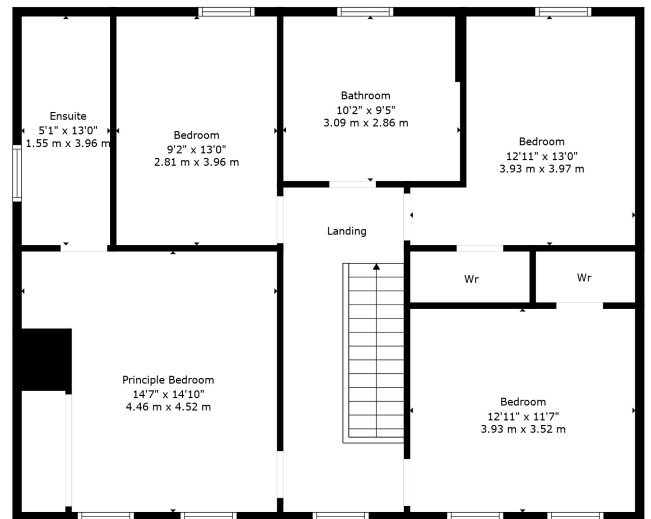 Ensuite
5'1" x 13'0"
1.55 m x 3.96 m
Bedroom
9'2" x 13'0"
2.81 m x 3.96 m
Bathroom
10'2" x 9'5"
3.09 m x 2.86 m
Bedroom
12'11" x 13'0"
3.93 m x 3.97 m
Landing
Wr
Wr
Principle Bedroom
14'7" x 14'10"
4.46 m x 4.52 m
Bedroom
12'11" x 11'7"
3.93 m x 3.52 m